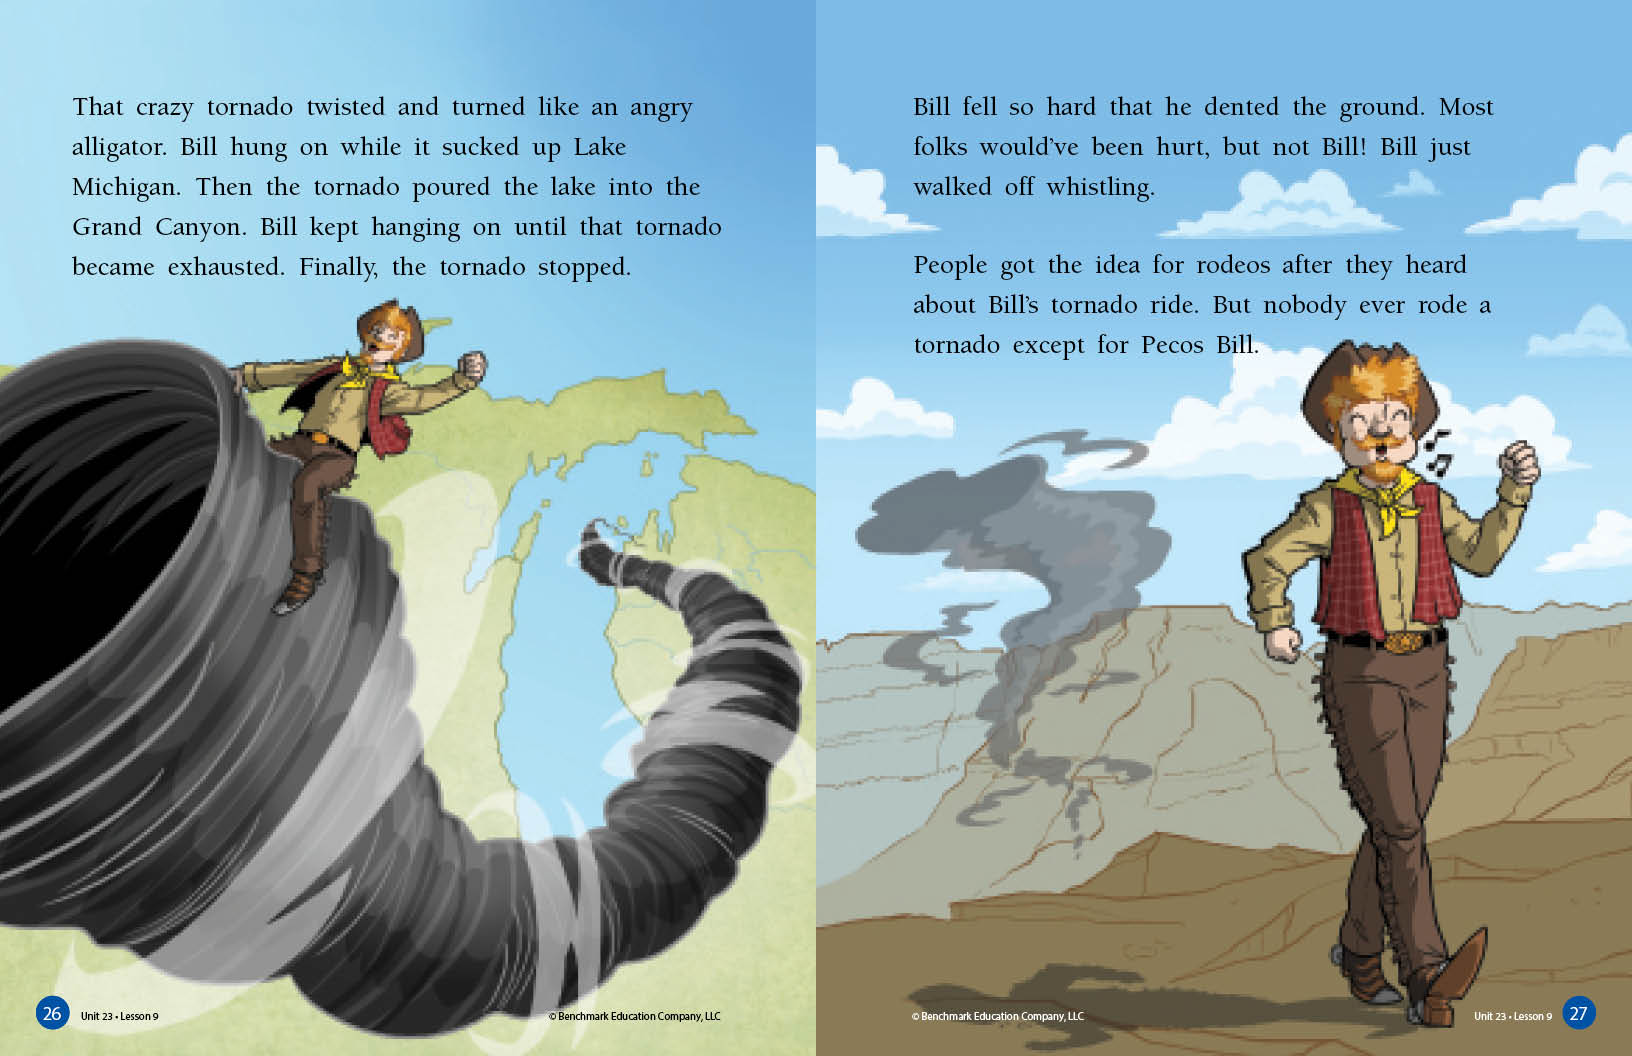 That crazy tornado twisted and turned like an angry
alligator. Bill hung on while it sucked up Lake
Michigan. Then the tornado poured the lake into the
Grand Canyon. Bill kept hanging on until that tornado
became exhausted. Finally, the tornado stopped.
26
Unit 23 • Lesson 9
© Benchmark Education Company, LLC
Bill fell so hard that he dented the ground. Most
folks would’ve been hurt, but not Bill! Bill just
walked off whistling.
People got the idea for rodeos after they heard
about Bill’s tornado ride. But nobody ever rode a
tornado except for Pecos Bill.
© Benchmark Education Company, LLC
Unit 23 • Lesson 9
27